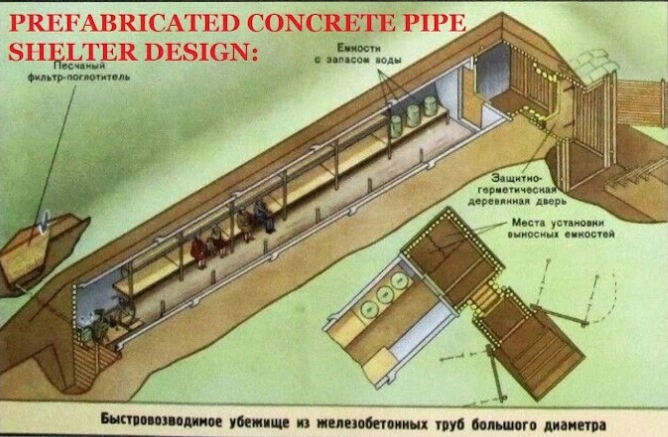 PREFABRICATED CONCRETE PIPE
SHELTER DESIGN:
Песчаный
фильтр-поглотитель
Емкости
с запасом воды
Защитно-
герметическая
деревянная дверь
Места установки
выносных емкостей
Быстровозводимое убежище из железобетонных труб большого диаметра